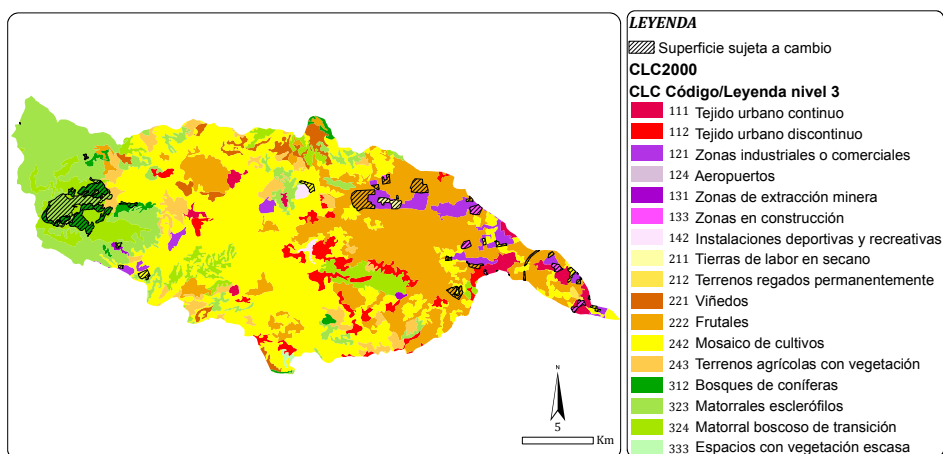 LEYENDA
Superficie sujeta a cambio
CLC2000
CLC Código/Leyenda nivel 3
111 Tejido urbano continuo
112 Tejido urbano discontinuo
121 Zonas industriales o comerciales
124 Aeropuertos
131 Zonas de extracción minera
133 Zonas en construcción
142 Instalaciones deportivas y recreativas
211 Tierras de labor en secano
212 Terrenos regados permanentemente
221 Viñedos
222 Frutales
242 Mosaico de cultivos
243 Terrenos agrícolas con vegetación
312 Bosques de coníferas
323 Matorrales esclerófilos
324 Matorral boscoso de transición
333 Espacios con vegetación escasa
N
5
Km